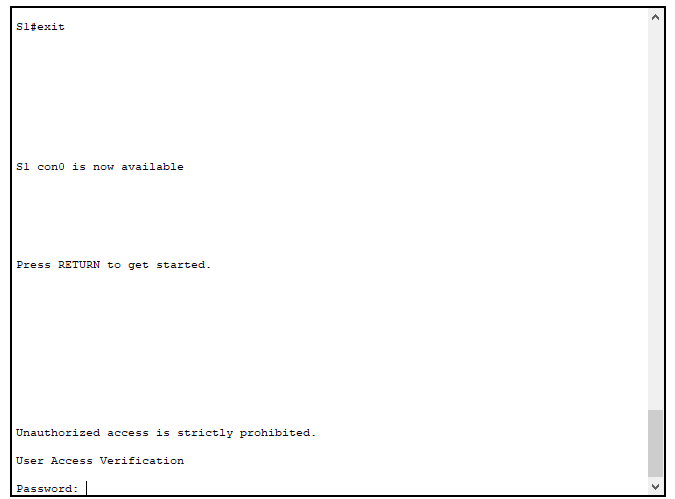 S1#exit
S1 con0 is now available
Press RETURN to get started.
Unauthorized access is strictly prohibited.
User Access Verification
Password: